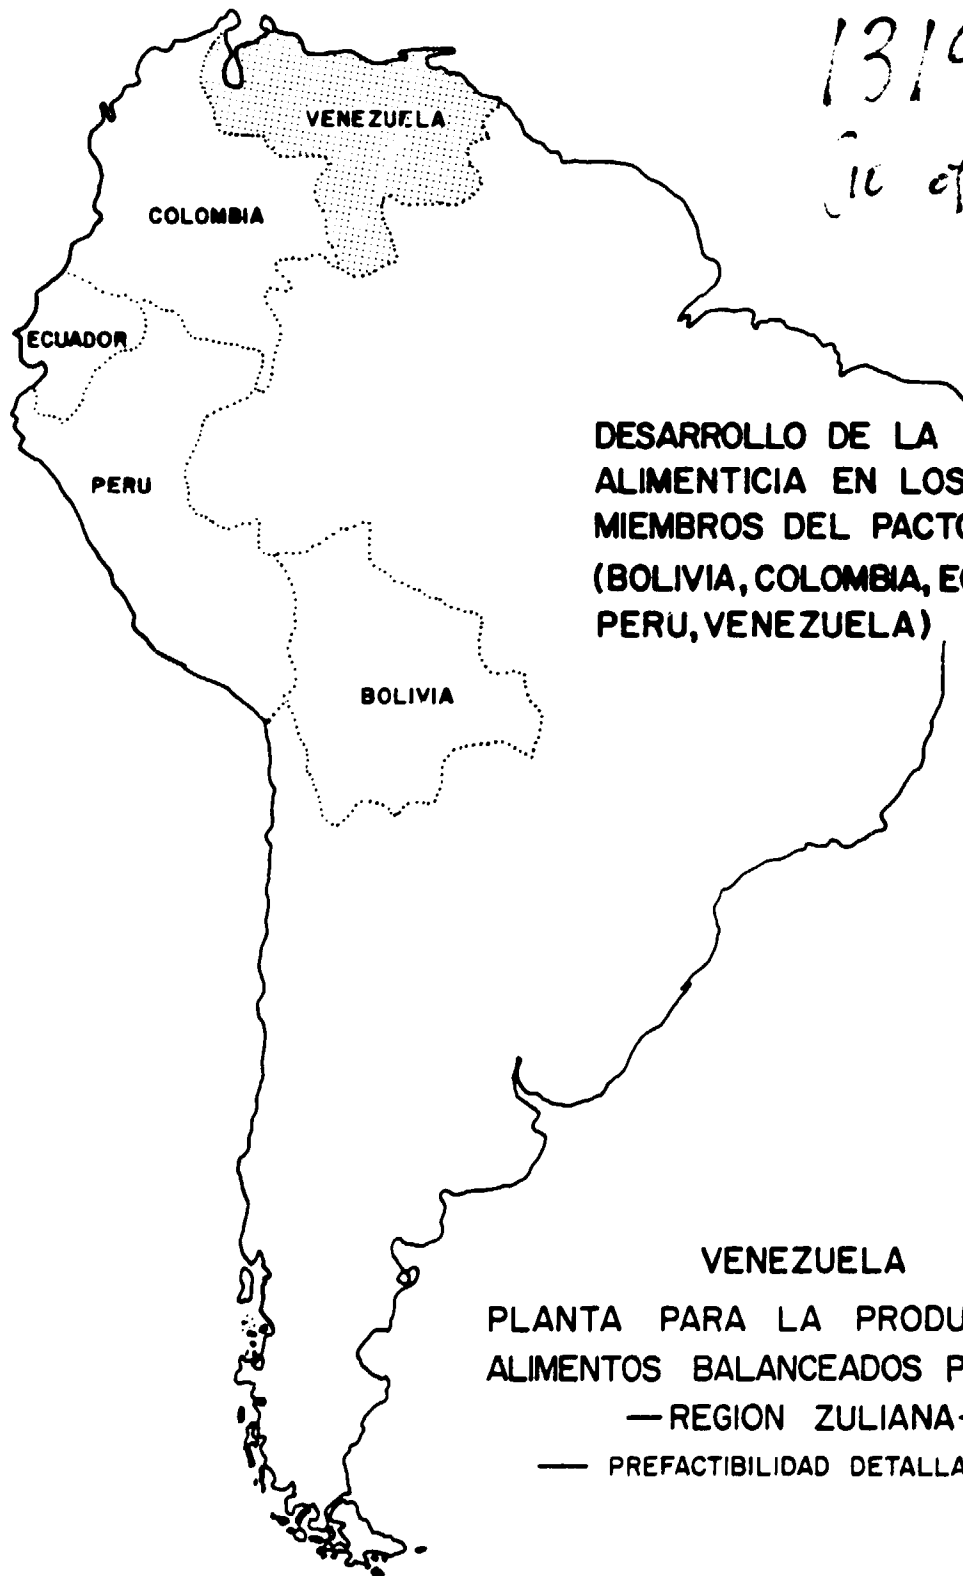 VENEZUELA
COLOMBIA
ECUADOR
PERU
DESARROLLO DE LA
ALIMENTICIA EN LOS
MIEMBROS DEL PACTO
(BOLIVIA, COLOMBIA, EC
PERU, VENEZUELA)
BOLIVIA
VENEZUELA
PLANTA PARA LA PRODU
ALIMENTOS BALANCEADOS P
— REGION ZULIANA-
— PREFACTIBILIDAD DETALLA